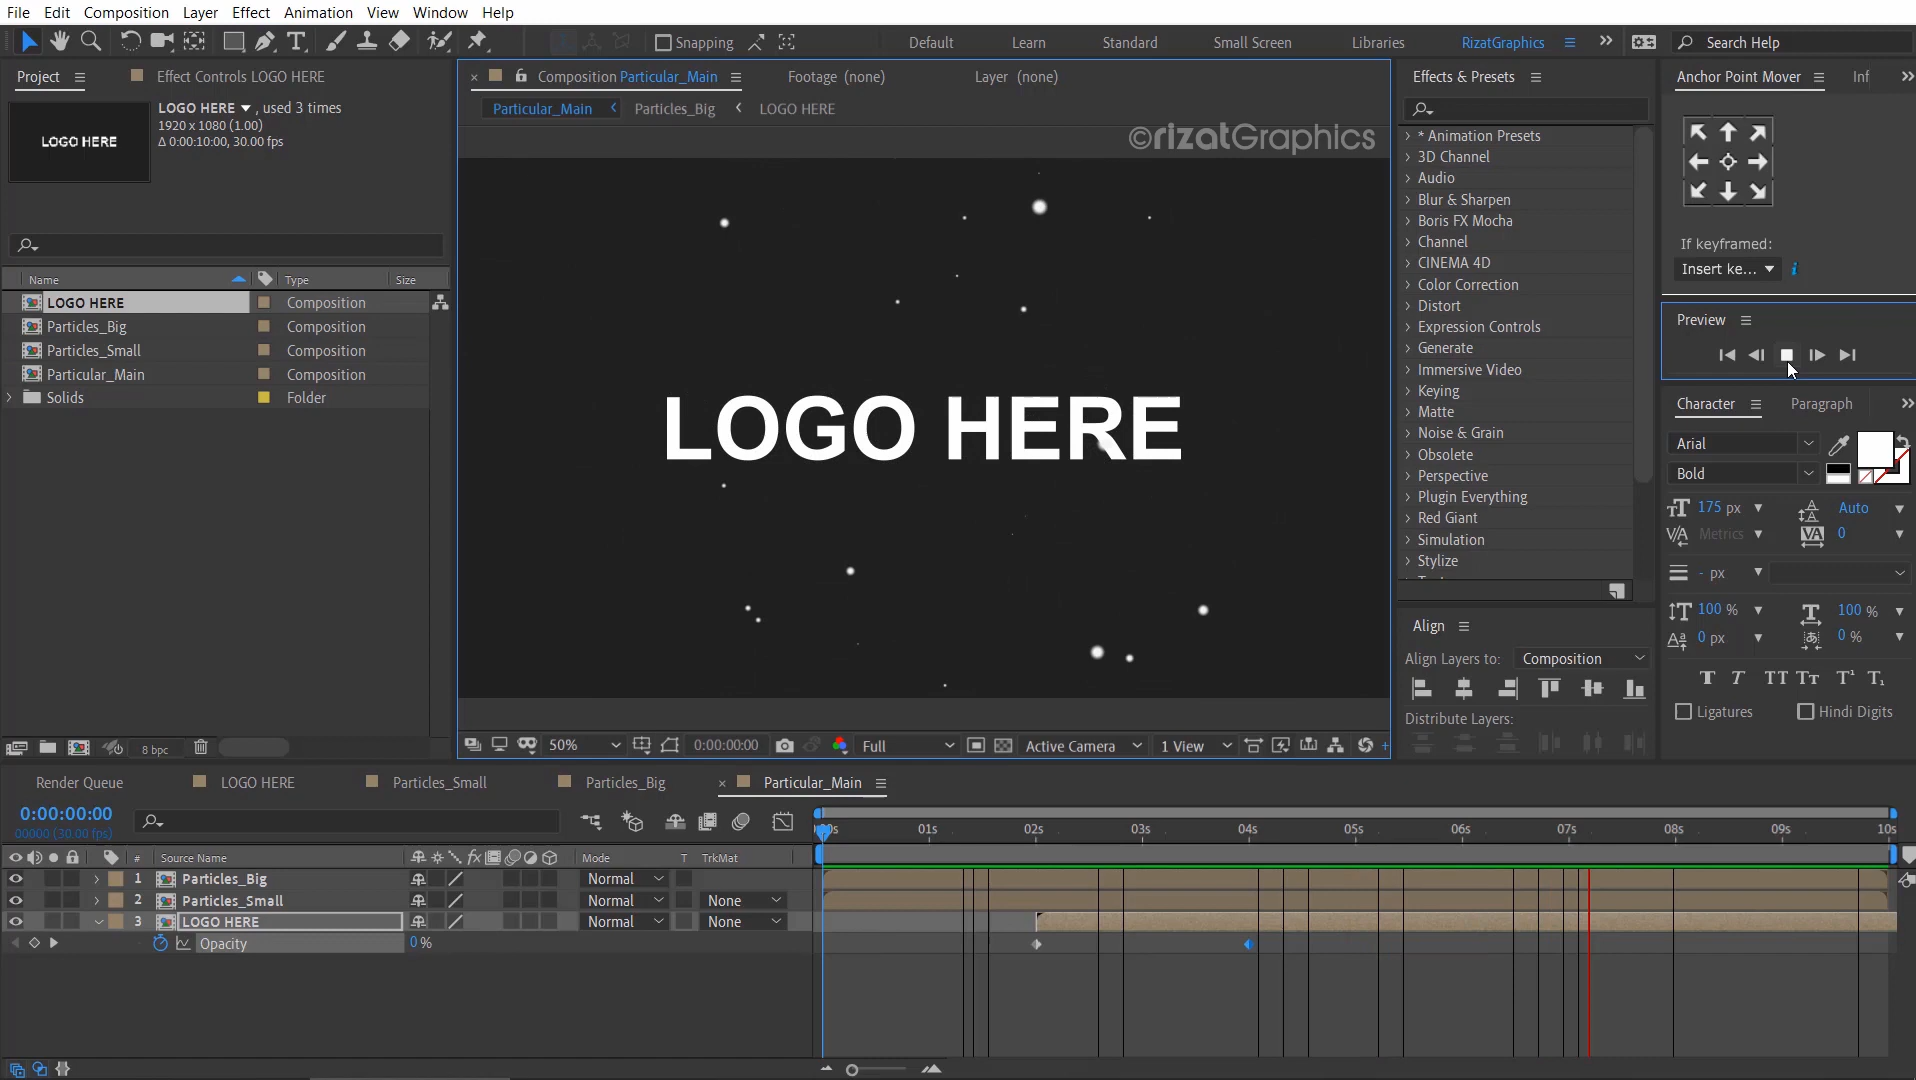 File Edit Composition Layer Effect Animation View Window Help
Snapping Default Learn Standard Small Screen Libraries RizatGraphics Search Help
Project Effect Controls LOGO HERE
LOGO HERE , used 3 times
1920 x 1080 (1.00)
Δ 0:00:10:00, 30.00 fps
LOGO HERE
Name Type Size
LOGO HERE Composition
Particles_Big Composition
Particles_Small Composition
Particular_Main Composition
Solids Folder
8 bpc
Composition Particular_Main Footage (none) Layer (none)
Particular_Main Particles_Big LOGO HERE
©rizatGraphics
LOGO HERE
50% 0:00:00:00 Full Active Camera 1 View
Effects & Presets
* Animation Presets
3D Channel
Audio
Blur & Sharpen
Boris FX Mocha
Channel
CINEMA 4D
Color Correction
Distort
Expression Controls
Generate
Immersive Video
Keying
Matte
Noise & Grain
Obsolete
Perspective
Plugin Everything
Red Giant
Simulation
Stylize
Align
Align Layers to: Composition
Distribute Layers:
Anchor Point Mover Inf
If keyframed:
Insert ke...
Preview
Character Paragraph
Arial
Bold
175 px Auto
Metrics 0
- px
100 % 100 %
0 px 0 %
Ligatures Hindi Digits
Render Queue LOGO HERE Particles_Small Particles_Big Particular_Main
0:00:00:00
00000 (30.00 fps)
01s 02s 03s 04s 05s 06s 07s 08s 09s 10s
# Source Name Mode T TrkMat
1 Particles_Big Normal
2 Particles_Small Normal None
3 LOGO HERE Normal None
Opacity 0 %